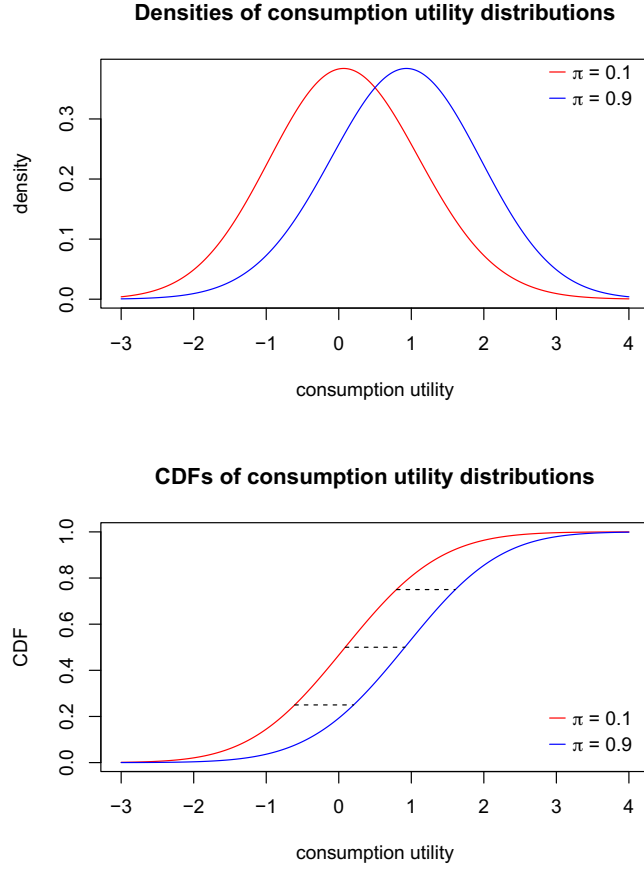 Densities of consumption utility distributions
π = 0.1
π = 0.9
density
0.0
0.1
0.2
0.3
−3 −2 −1 0 1 2 3 4
consumption utility
CDFs of consumption utility distributions
CDF
0.0
0.2
0.4
0.6
0.8
1.0
π = 0.1
π = 0.9
−3 −2 −1 0 1 2 3 4
consumption utility